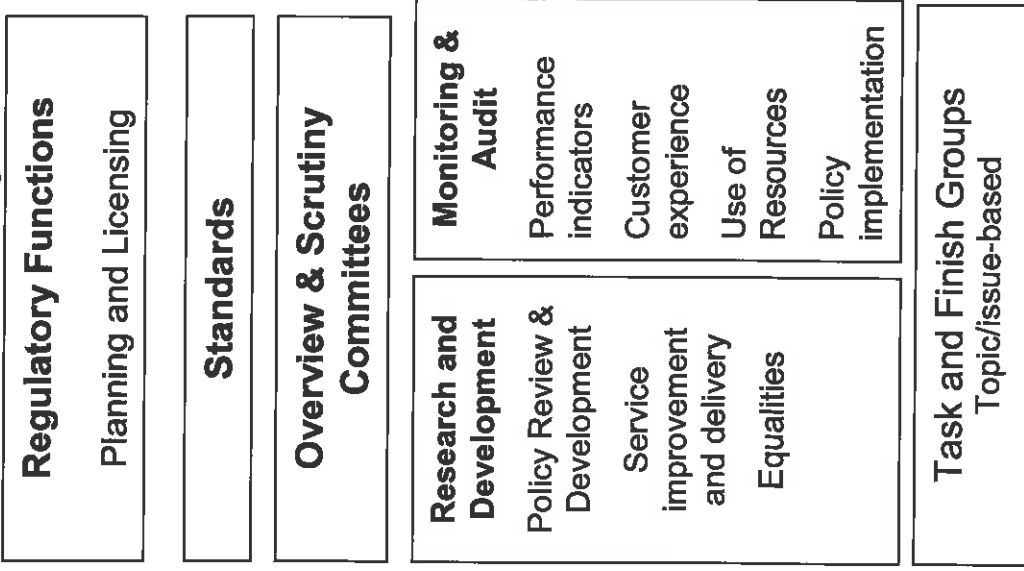 Regulatory Functions
Planning and Licensing
Standards
Overview & Scrutiny
Committees
Research and
Development
Policy Review &
Development
Service
improvement
and delivery
Equalities
Monitoring &
Audit
Performance
indicators
Customer
experience
Use of
Resources
Policy
implementation
Task and Finish Groups
Topic/issue-based